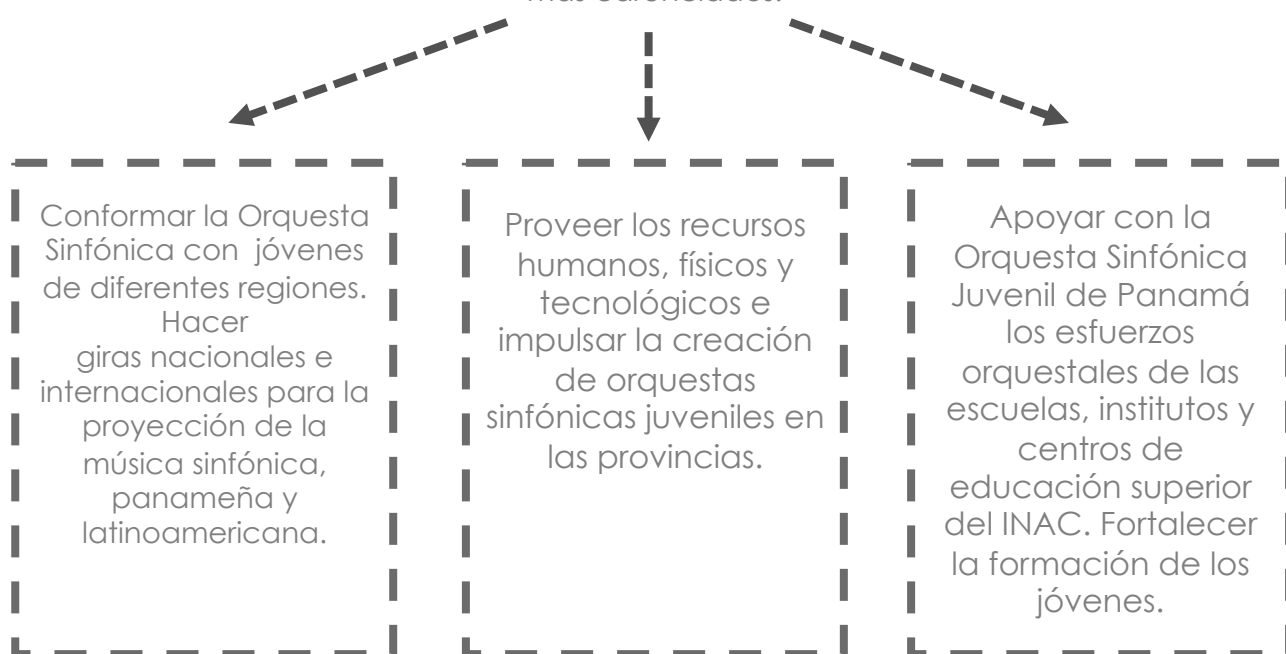 Conformar la Orquesta
Sinfónica con jóvenes
de diferentes regiones.
Hacer
giras nacionales e
internacionales para la
proyección de la
música sinfónica,
panameña y
latinoamericana.
Proveer los recursos
humanos, físicos y
tecnológicos e
impulsar la creación
de orquestas
sinfónicas juveniles en
las provincias.
Apoyar con la
Orquesta Sinfónica
Juvenil de Panamá
los esfuerzos
orquestales de las
escuelas, institutos y
centros de
educación superior
del INAC. Fortalecer
la formación de los
jóvenes.